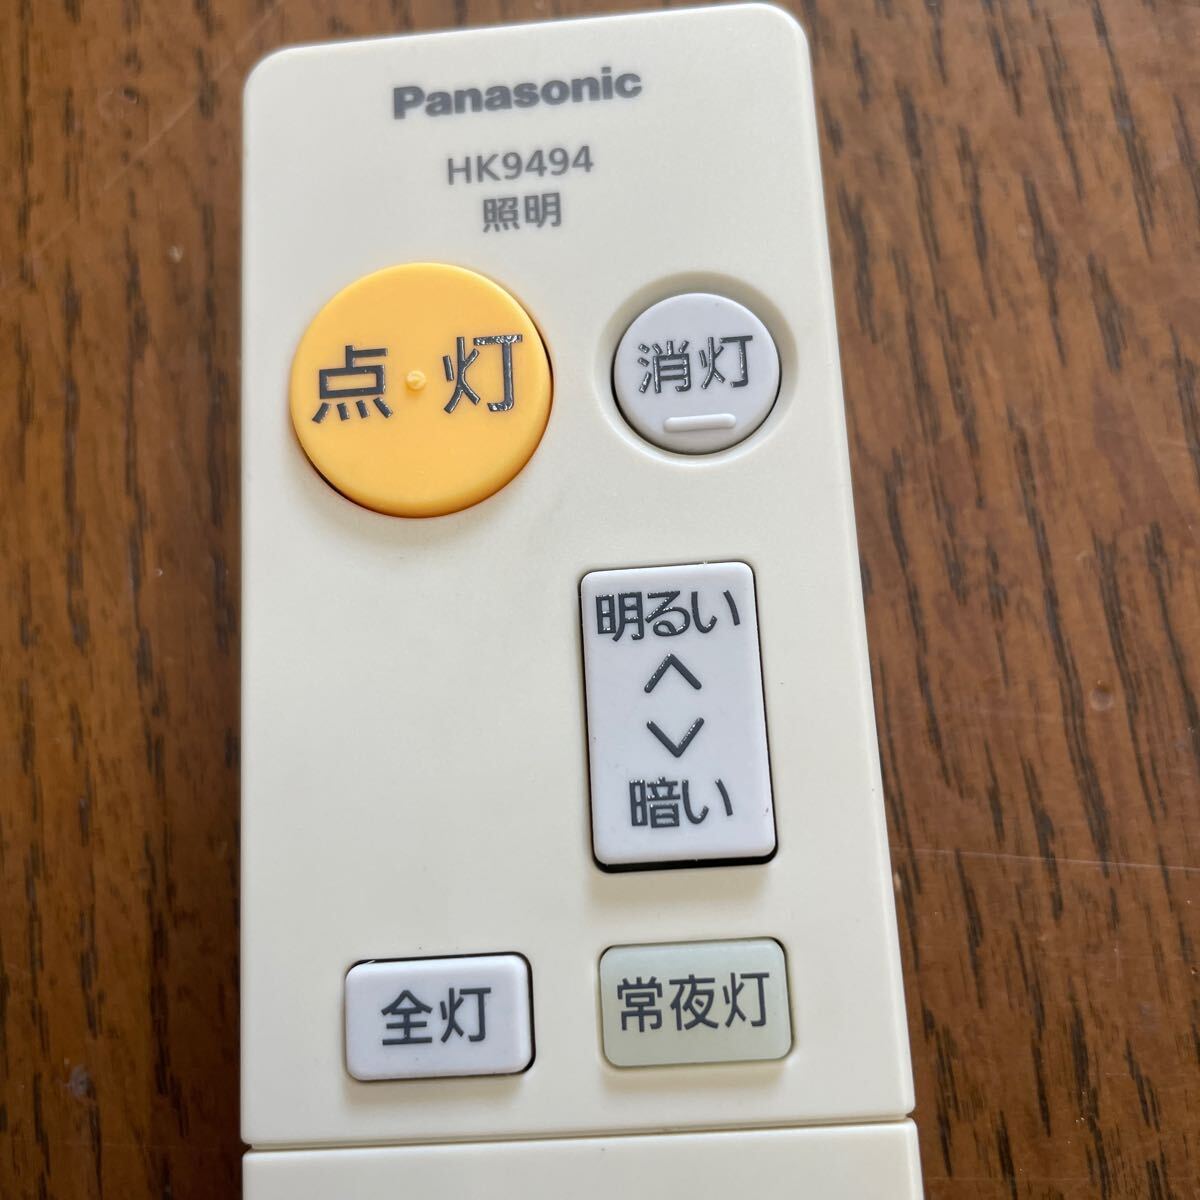 Panasonic
HK9494
照明
点・灯
消灯
明るい
暗い
全灯
常夜灯